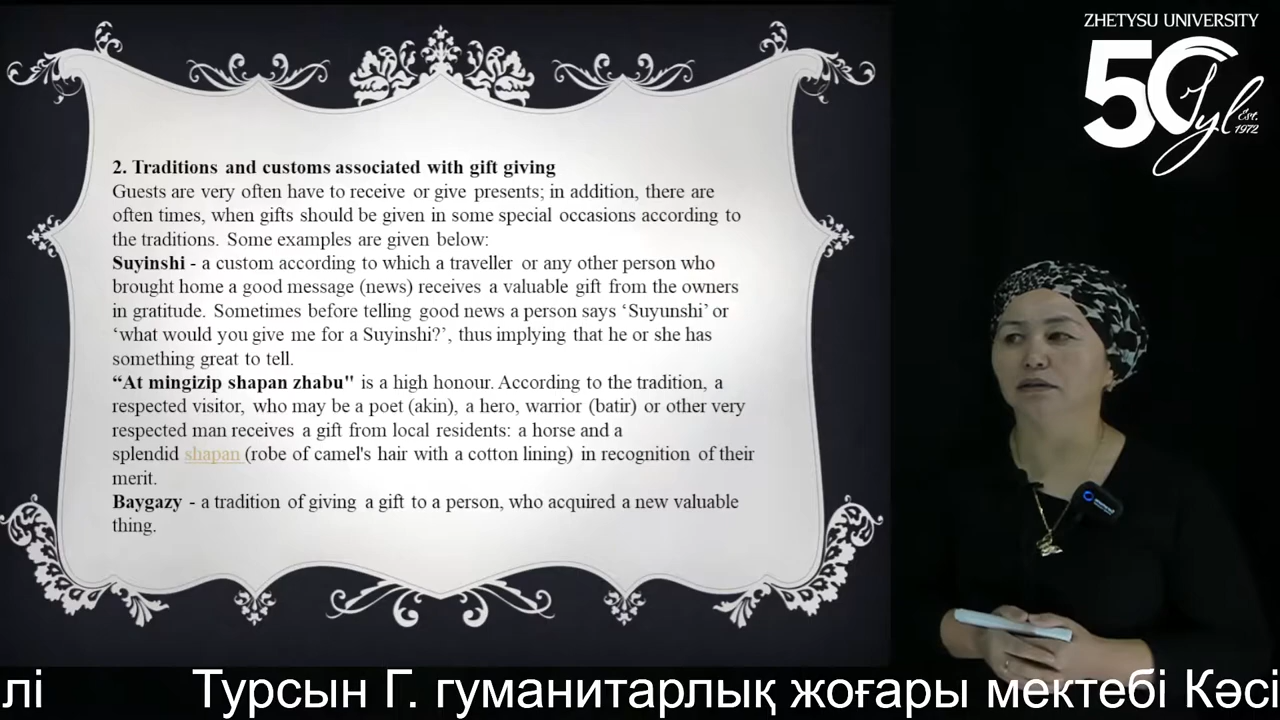 ZHETYSU UNIVERSITY
50
Jyl
Est.
1972
2. Traditions and customs associated with gift giving
Guests are very often have to receive or give presents; in addition, there are
often times, when gifts should be given in some special occasions according to
the traditions. Some examples are given below:
Suyinshi - a custom according to which a traveller or any other person who
brought home a good message (news) receives a valuable gift from the owners
in gratitude. Sometimes before telling good news a person says ‘Suyunshi’ or
‘what would you give me for a Suyinshi?’, thus implying that he or she has
something great to tell.
“At mingizip shapan zhabu" is a high honour. According to the tradition, a
respected visitor, who may be a poet (akin), a hero, warrior (batir) or other very
respected man receives a gift from local residents: a horse and a
splendid shapan (robe of camel's hair with a cotton lining) in recognition of their
merit.
Baygazy - a tradition of giving a gift to a person, who acquired a new valuable
thing.
лі Турсын Г. гуманитарлық жоғары мектебі Кәсі